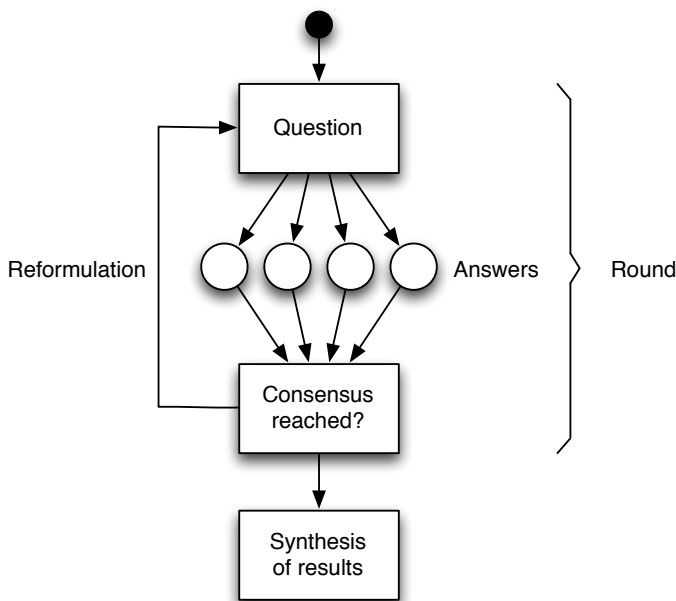 Question
Reformulation
Answers
Round
Consensus
reached?
Synthesis
of results